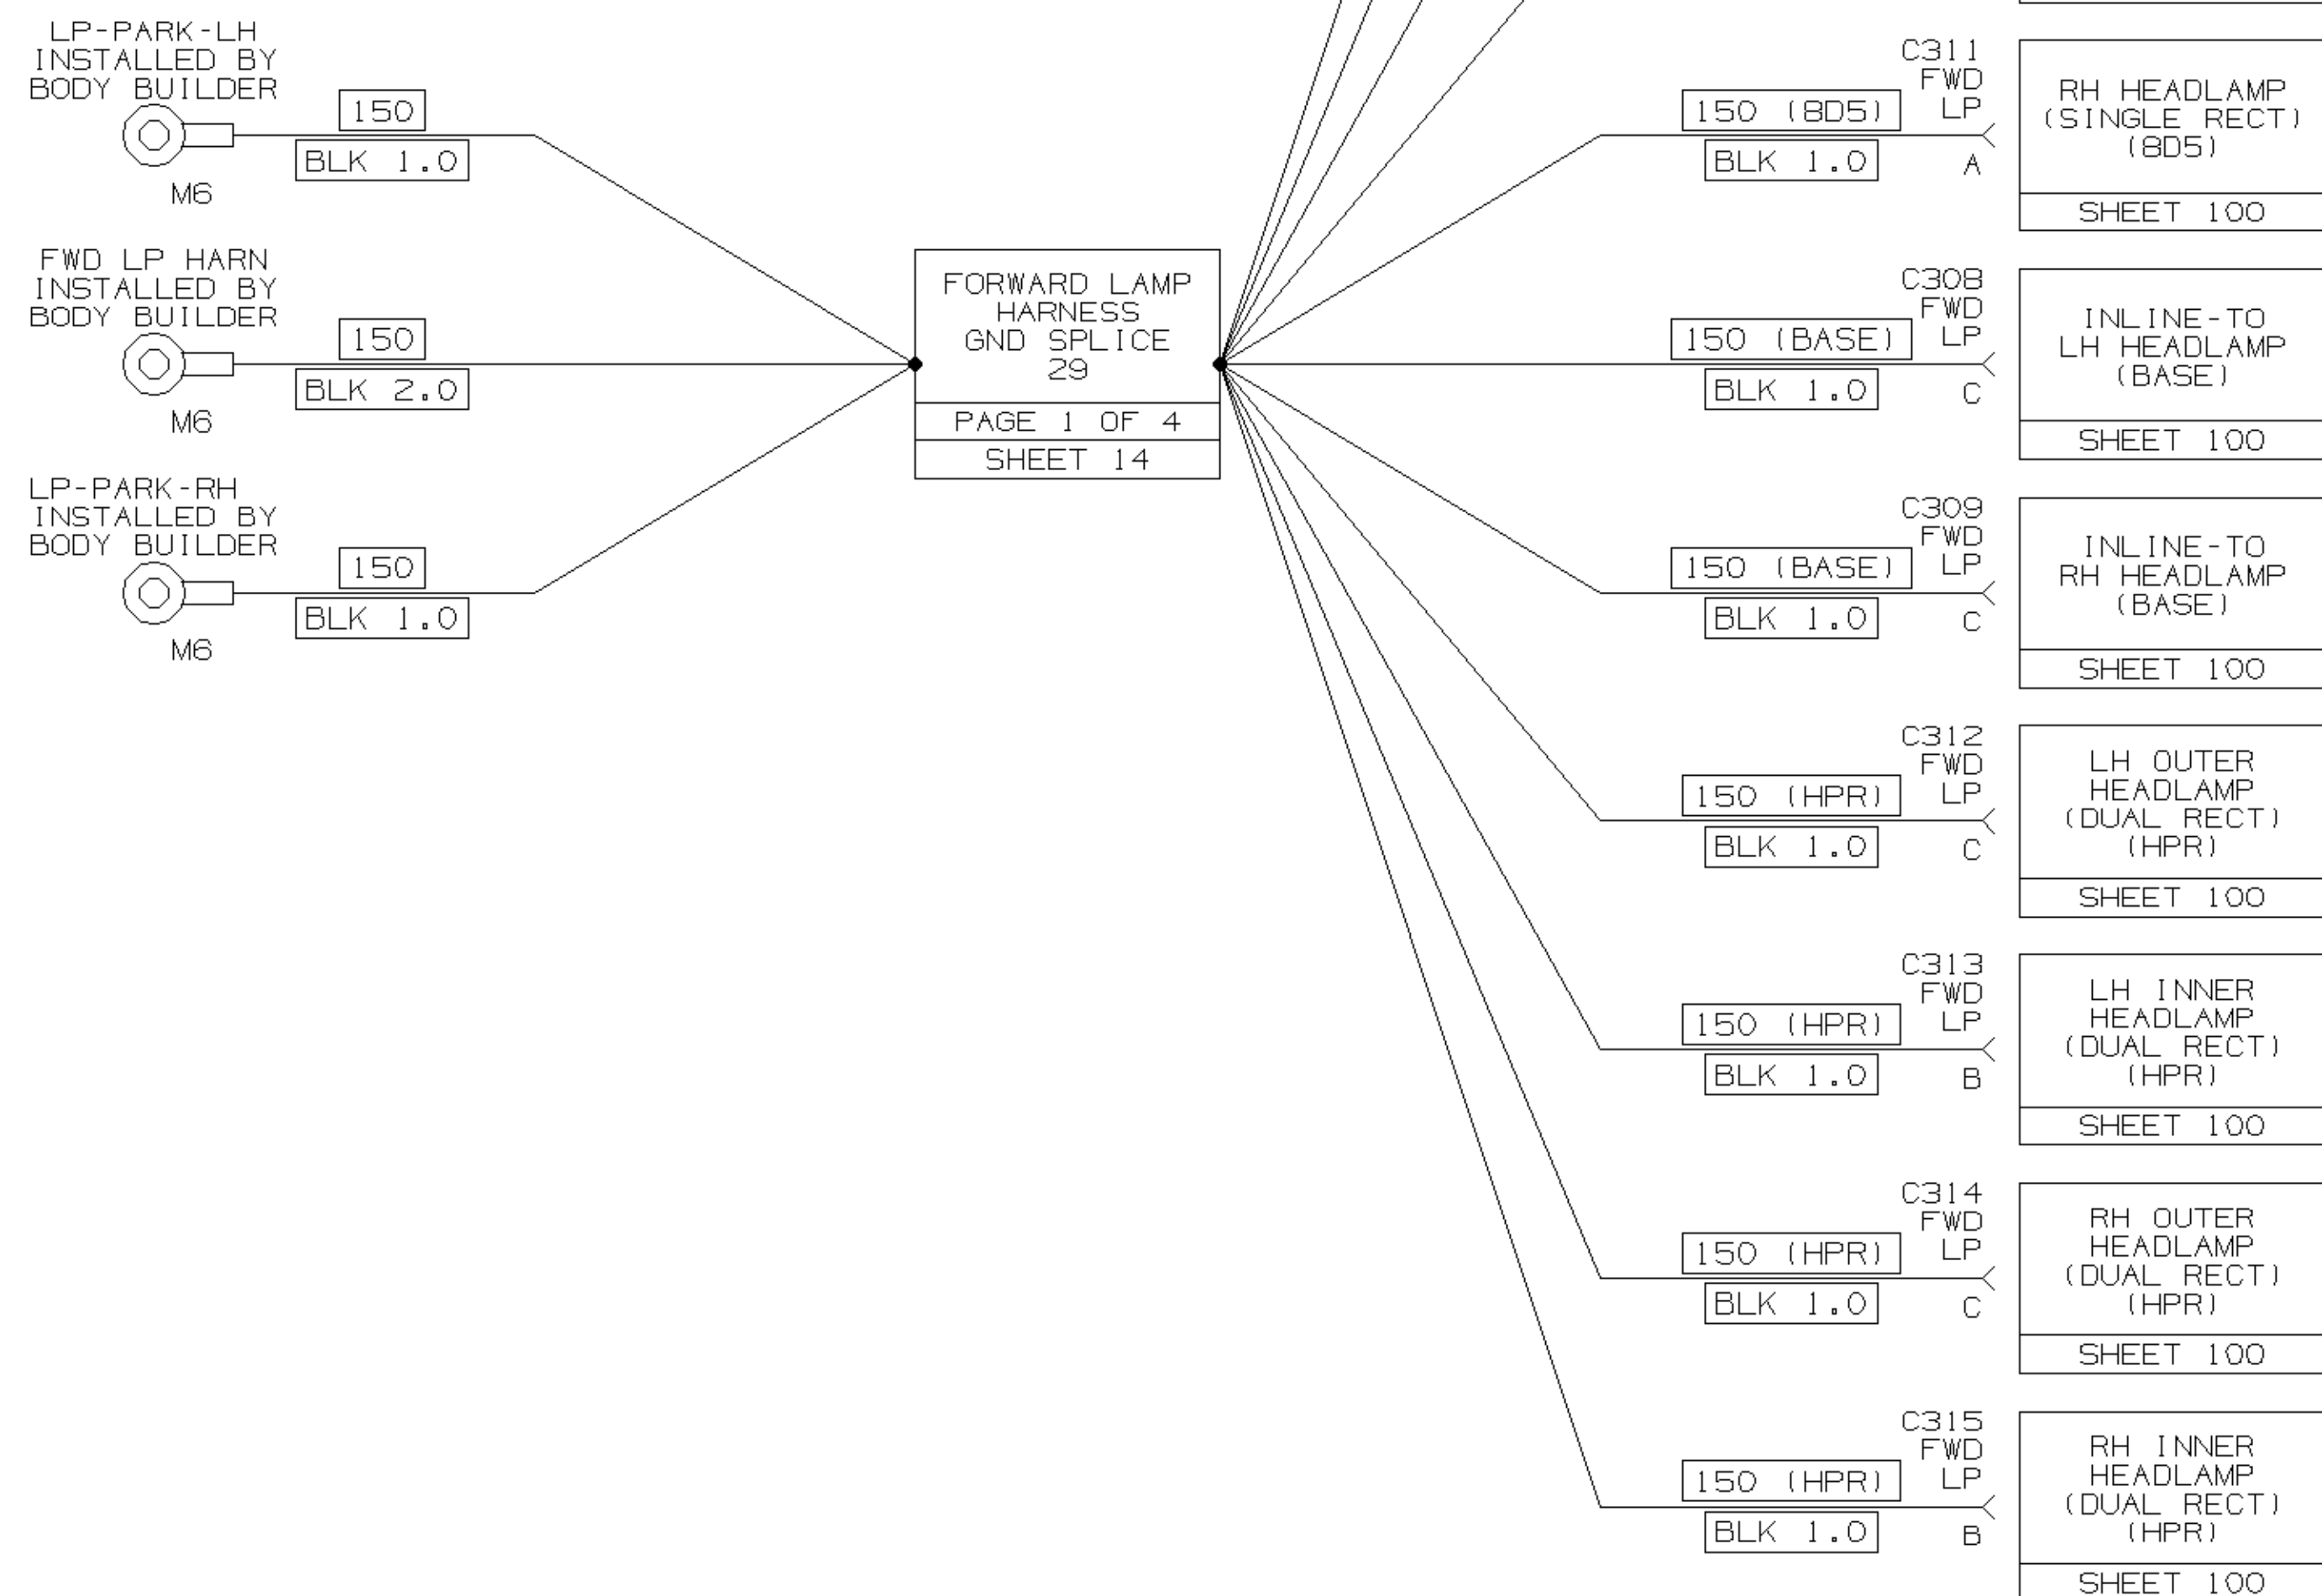 LP-PARK-LH
INSTALLED BY
BODY BUILDER
150
BLK 1.0
M6
FWD LP HARN
INSTALLED BY
BODY BUILDER
150
BLK 2.0
M6
LP-PARK-RH
INSTALLED BY
BODY BUILDER
150
BLK 1.0
M6
FORWARD LAMP
HARNESS
GND SPLICE
29
PAGE 1 OF 4
SHEET 14
C311
FWD
LP
150 (8D5)
BLK 1.0
A
RH HEADLAMP
(SINGLE RECT)
(8D5)
SHEET 100
C308
FWD
LP
150 (BASE)
BLK 1.0
C
INLINE-TO
LH HEADLAMP
(BASE)
SHEET 100
C309
FWD
LP
150 (BASE)
BLK 1.0
C
INLINE-TO
RH HEADLAMP
(BASE)
SHEET 100
C312
FWD
LP
150 (HPR)
BLK 1.0
C
LH OUTER
HEADLAMP
(DUAL RECT)
(HPR)
SHEET 100
C313
FWD
LP
150 (HPR)
BLK 1.0
B
LH INNER
HEADLAMP
(DUAL RECT)
(HPR)
SHEET 100
C314
FWD
LP
150 (HPR)
BLK 1.0
C
RH OUTER
HEADLAMP
(DUAL RECT)
(HPR)
SHEET 100
C315
FWD
LP
150 (HPR)
BLK 1.0
B
RH INNER
HEADLAMP
(DUAL RECT)
(HPR)
SHEET 100